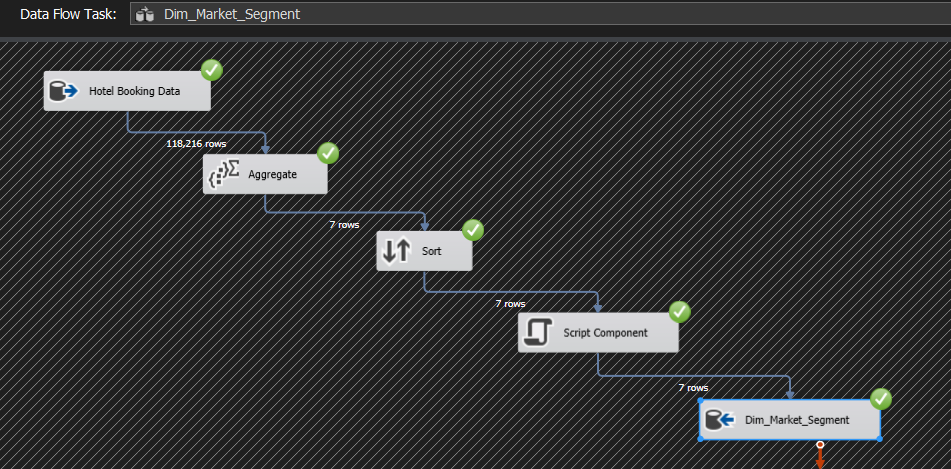 Data Flow Task: Dim_Market_Segment
Hotel Booking Data
118,216 rows
Aggregate
7 rows
Sort
7 rows
Script Component
7 rows
Dim_Market_Segment